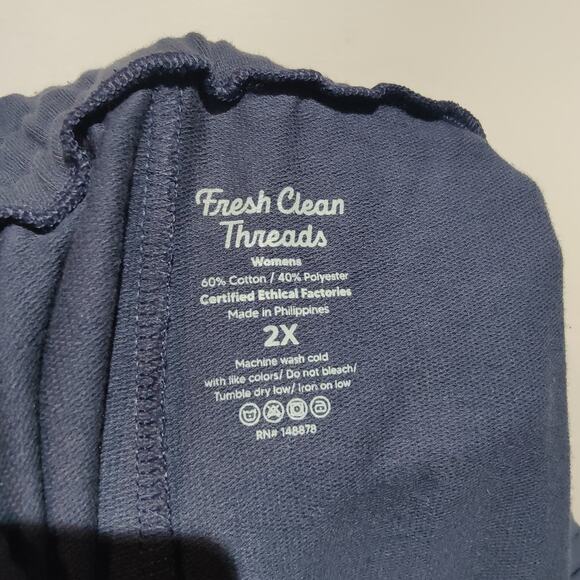 Fresh Clean
Threads
Womens
60% Cotton / 40% Polyester
Certified Ethical Factories
Made in Philippines
2X
Machine wash cold
with like colors/ Do not bleach/
Tumble dry low/ Iron on low
RN# 148878